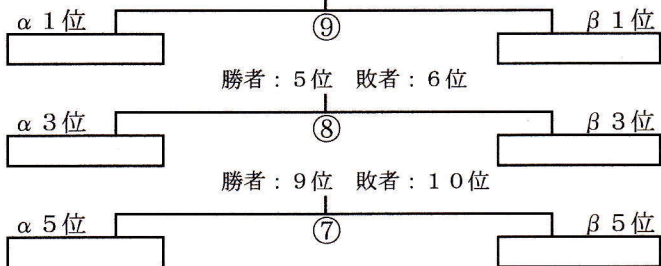 α 1位 ⑨ β 1位
勝者：5位 敗者：6位
α 3位 ⑧ β 3位
勝者：9位 敗者：10位
α 5位 ⑦ β 5位